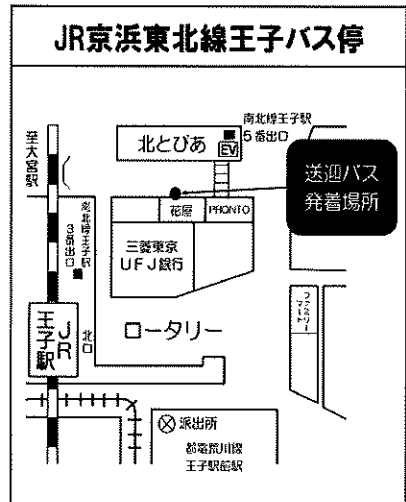 JR京浜東北線王子バス停
南北線王子駅
5番出口
至大宮駅
北とぴあ
EV
送迎バス
発着場所
南北線王子駅
3番出口
花屋
PRONTO
三菱東京
UFJ銀行
ファミリーマート
JR
王子駅
北口
ロータリー
派出所
都電荒川線
王子駅前駅